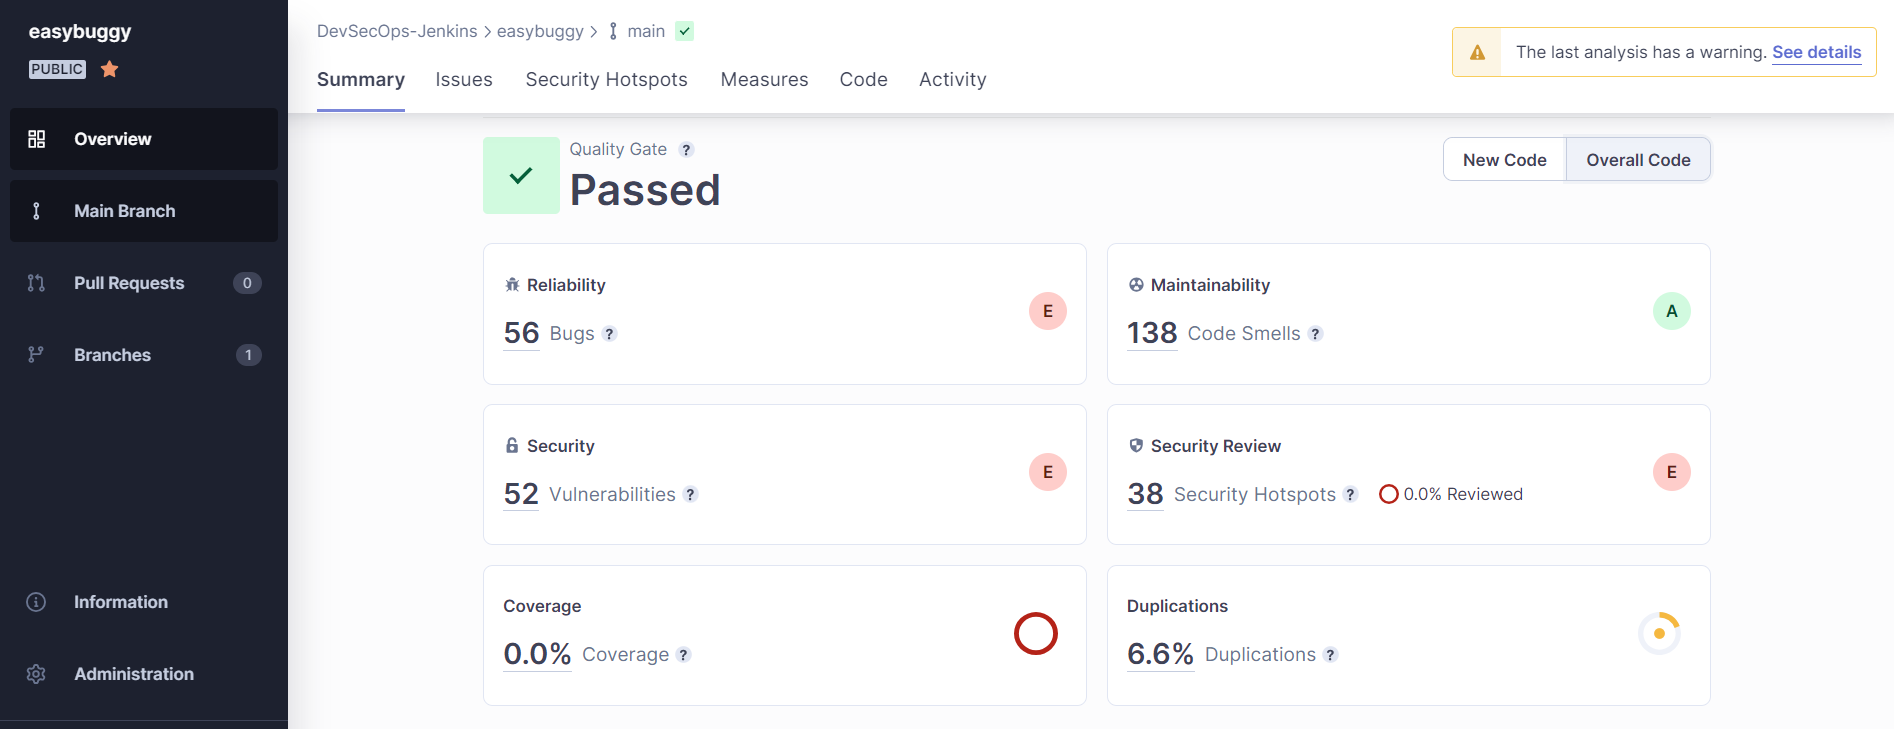 easybuggy
PUBLIC
Overview
Main Branch
Pull Requests 0
Branches 1
Information
Administration
DevSecOps-Jenkins > easybuggy > main
The last analysis has a warning. See details
Summary Issues Security Hotspots Measures Code Activity
Quality Gate ?
Passed
New Code Overall Code
Reliability
56 Bugs ?
E
Maintainability
138 Code Smells ?
A
Security
52 Vulnerabilities ?
E
Security Review
38 Security Hotspots ? 0.0% Reviewed
E
Coverage
0.0% Coverage ?
Duplications
6.6% Duplications ?